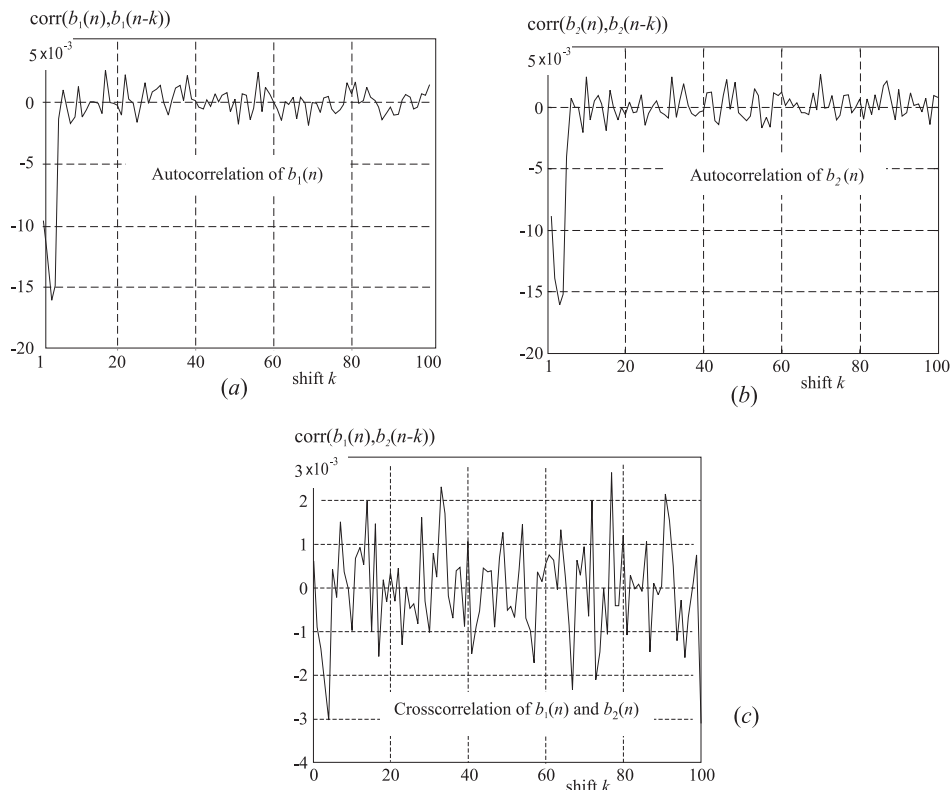 corr(b₁(n),b₁(n-k))
5x10⁻³
0
-5
Autocorrelation of b₁(n)
-10
-15
-20
1 20 40 60 80 100
shift k
(a)
corr(b₂(n),b₂(n-k))
5x10⁻³
0
-5
Autocorrelation of b₂(n)
-10
-15
-20
1 20 40 60 80 100
shift k
(b)
corr(b₁(n),b₂(n-k))
3x10⁻³
2
1
0
-1
-2
-3
Crosscorrelation of b₁(n) and b₂(n)
(c)
-4
0 20 40 60 80 100
shift k